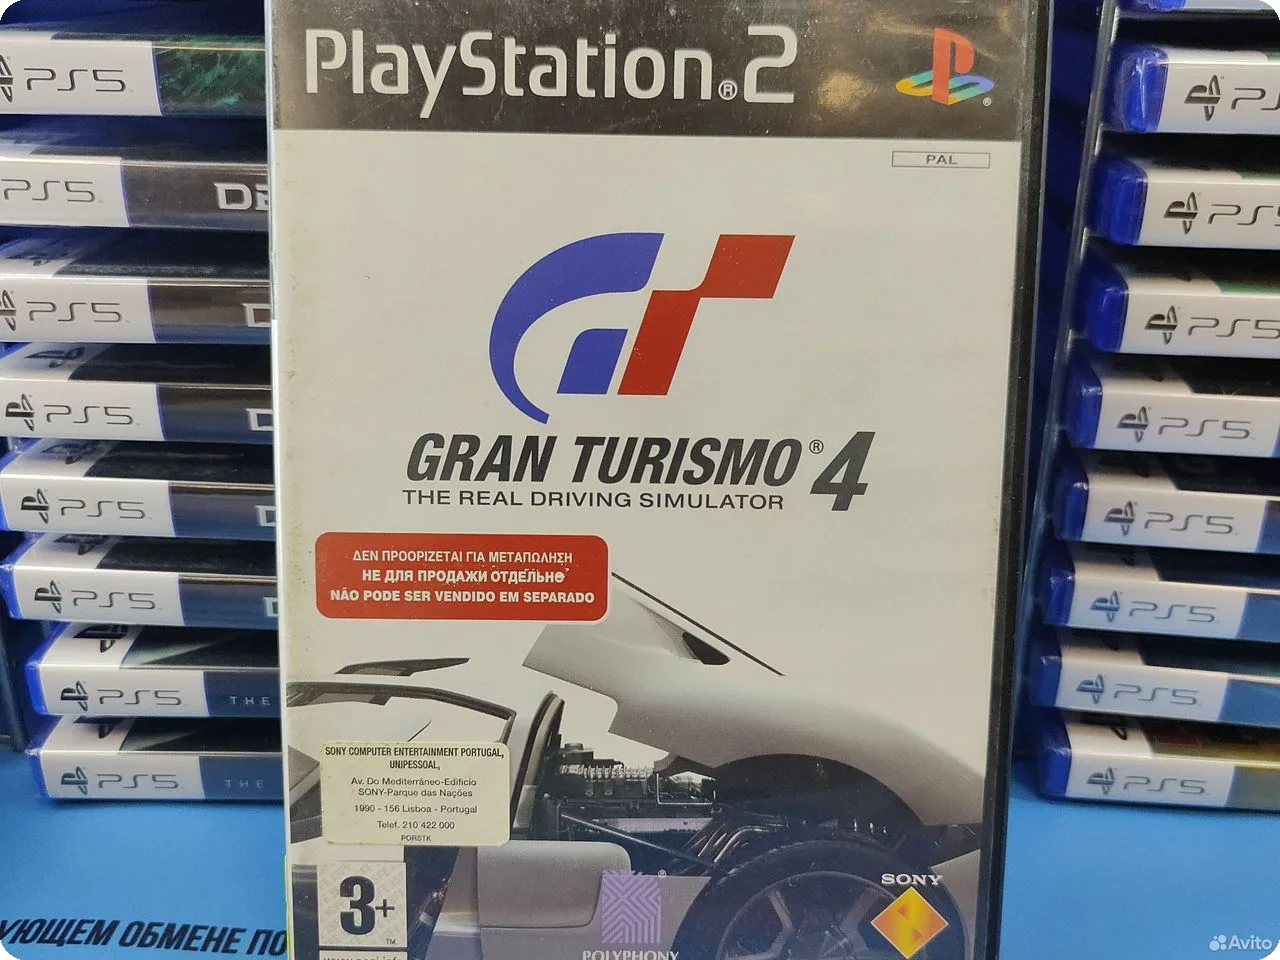 PlayStation®2
PAL
GRAN TURISMO®4
THE REAL DRIVING SIMULATOR
ΔΕΝ ΠΡΟΟΡΙΖΕΤΑΙ ΓΙΑ ΜΕΤΑΠΩΛΗΣΗ
НЕ ДЛЯ ПРОДАЖИ ОТДЕЛЬНО
NÃO PODE SER VENDIDO EM SEPARADO
SONY COMPUTER ENTERTAINMENT PORTUGAL,
UNIPESSOAL,
Av. Do Mediterrâneo-Edificio
SONY-Parque das Nações
1990 - 156 Lisboa - Portugal
Telef. 210 422 000
PORSTK
3+
TM
POLYPHONY
SONY
PS5
PS5
PS5
PS5
PS5
PS5
PS5 THE
PS5 THE
PS5
PS5
PS5
PS5
PS5
PS5
PS5
ОБМЕНЕ ПО
Avito